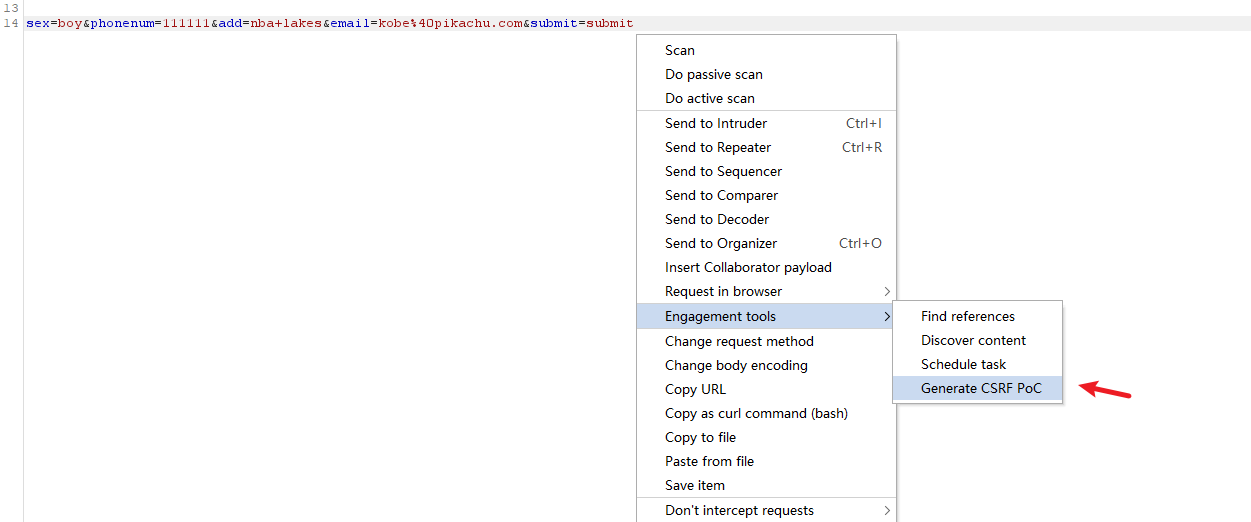 13
14 sex=boy&phonenum=111111&add=nba+lakes&email=kobe%40pikachu.com&submit=submit
Scan
Do passive scan
Do active scan
Send to Intruder Ctrl+I
Send to Repeater Ctrl+R
Send to Sequencer
Send to Comparer
Send to Decoder
Send to Organizer Ctrl+O
Insert Collaborator payload
Request in browser
Engagement tools
Find references
Discover content
Schedule task
Generate CSRF PoC
Change request method
Change body encoding
Copy URL
Copy as curl command (bash)
Copy to file
Paste from file
Save item
Don't intercept requests